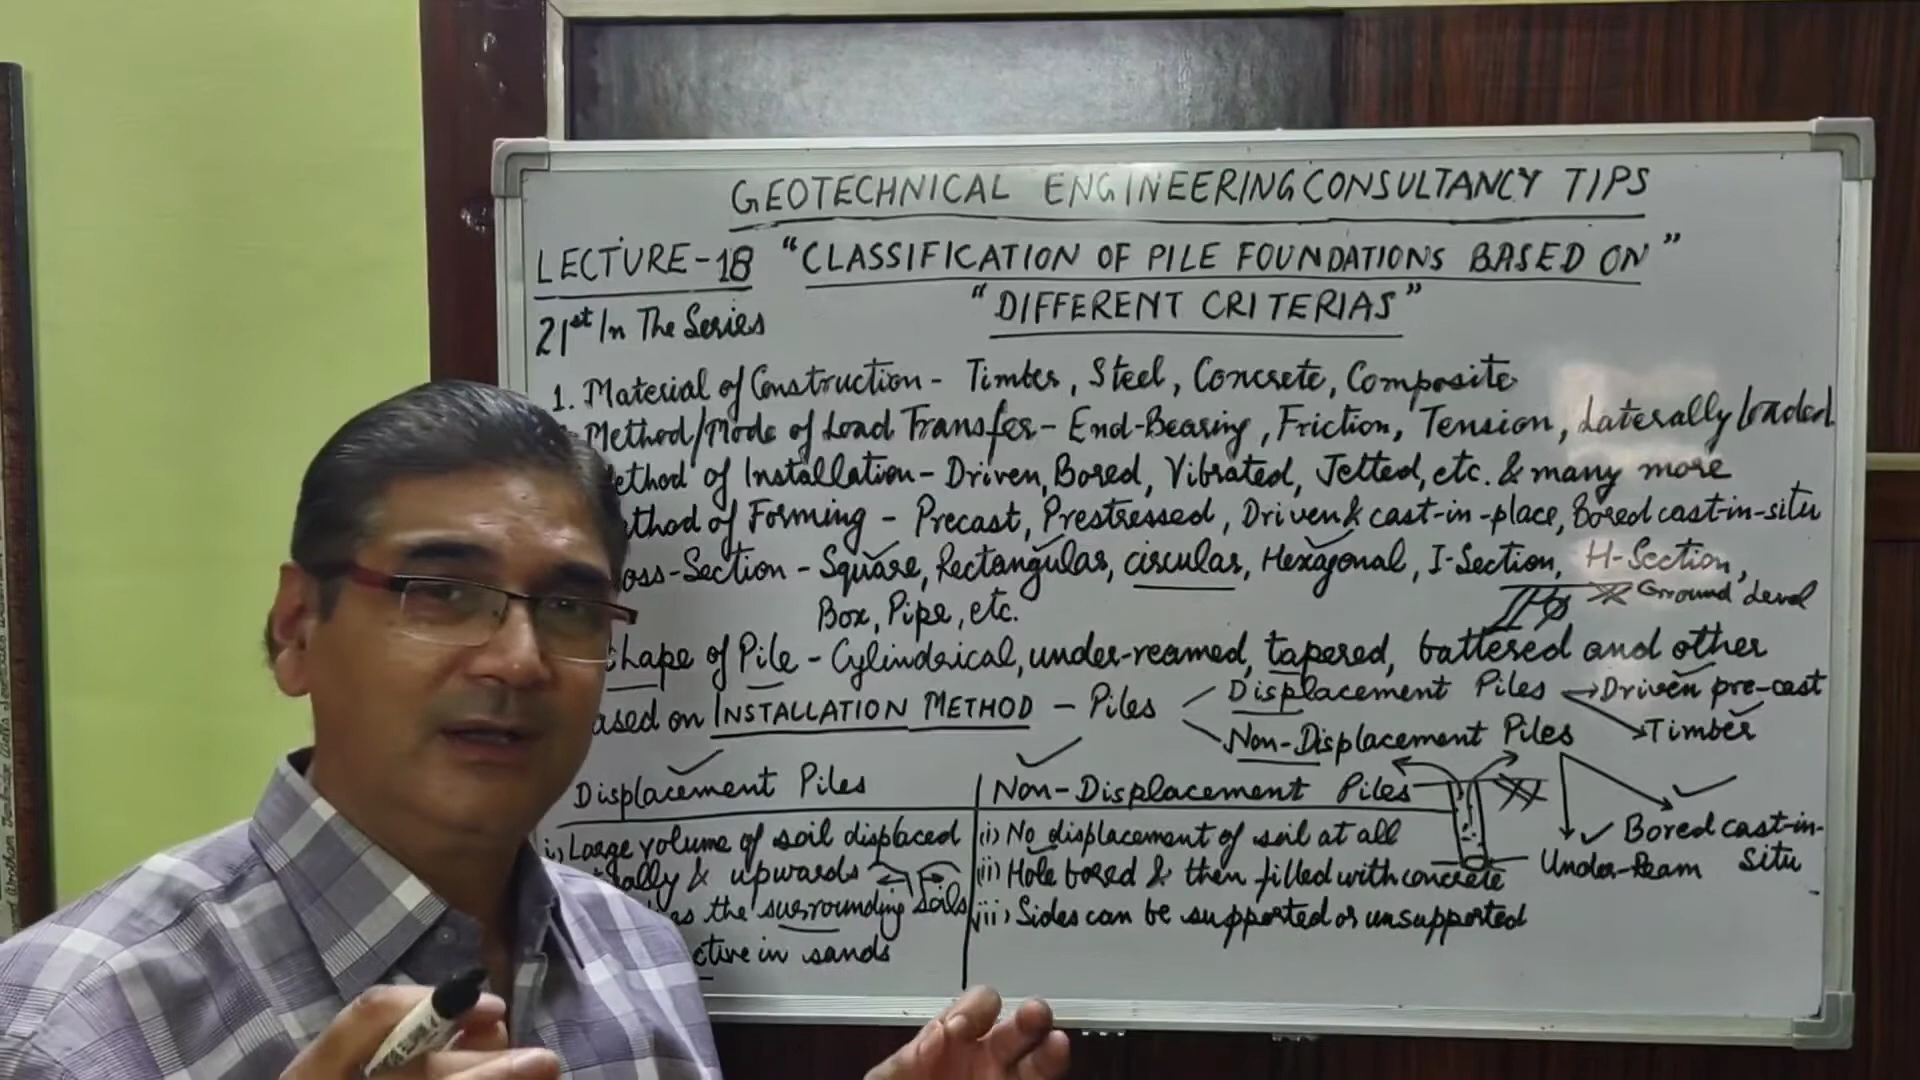 GEOTECHNICAL ENGINEERING CONSULTANCY TIPS
LECTURE-18 "CLASSIFICATION OF PILE FOUNDATIONS BASED ON"
"DIFFERENT CRITERIAS"
21st In The Series
1. Material of Construction - Timber, Steel, Concrete, Composite
Method/Mode of Load Transfer - End-Bearing, Friction, Tension, Laterally Loaded
ethod of Installation - Driven, Bored, Vibrated, Jetted, etc. & many more
thod of Forming - Precast, Prestressed, Driven & cast-in-place, Bored cast-in-situ
oss-Section - Square, Rectangular, circular, Hexagonal, I-Section, H-Section,
Box, Pipe, etc.
Ground Level
Shape of Pile - Cylindrical, under-reamed, tapered, battered and other
ased on INSTALLATION METHOD - Piles
Displacement Piles → Driven pre-cast
Timber
Non-Displacement Piles
Bored cast-in-situ
Under-Ream
Displacement Piles
i) Large volume of soil displaced
ally & upwards
the surrounding soils
ctive in sands
Non-Displacement Piles
(i) No displacement of soil at all
(ii) Hole bored & then filled with concrete
(iii) Sides can be supported or unsupported